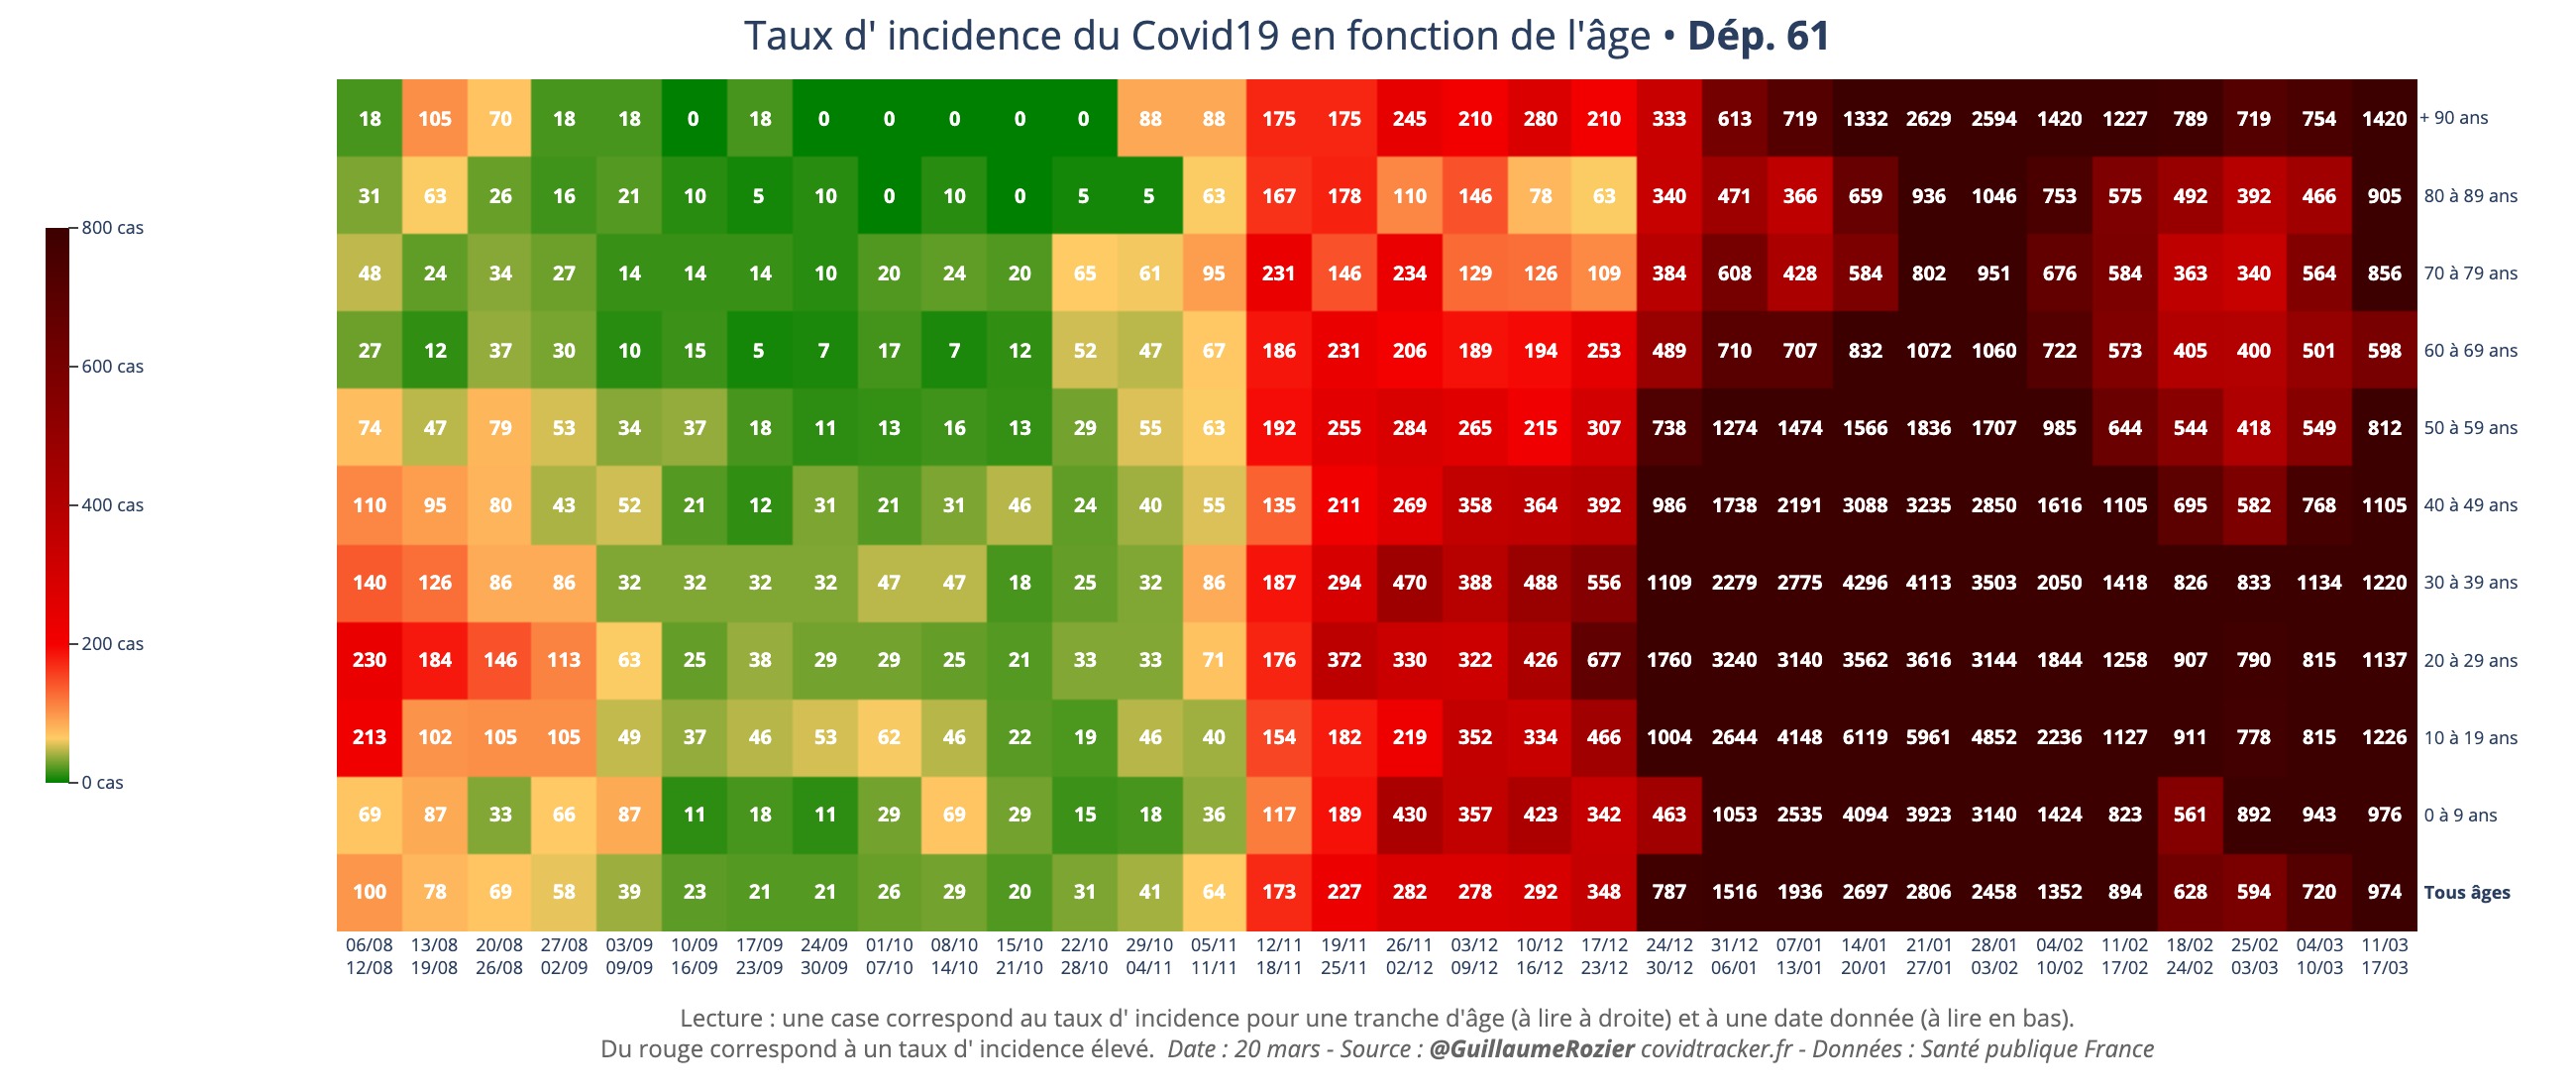 Taux d' incidence du Covid19 en fonction de l'âge • Dép. 61
18 105 70 18 18 0 18 0 0 0 0 0 88 88 175 175 245 210 280 210 333 613 719 1332 2629 2594 1420 1227 789 719 754 1420 + 90 ans
31 63 26 16 21 10 5 10 0 10 0 5 5 63 167 178 110 146 78 63 340 471 366 659 936 1046 753 575 492 392 466 905 80 à 89 ans
800 cas
48 24 34 27 14 14 14 10 20 24 20 65 61 95 231 146 234 129 126 109 384 608 428 584 802 951 676 584 363 340 564 856 70 à 79 ans
27 12 37 30 10 15 5 7 17 7 12 52 47 67 186 231 206 189 194 253 489 710 707 832 1072 1060 722 573 405 400 501 598 60 à 69 ans
600 cas
74 47 79 53 34 37 18 11 13 16 13 29 55 63 192 255 284 265 215 307 738 1274 1474 1566 1836 1707 985 644 544 418 549 812 50 à 59 ans
400 cas
110 95 80 43 52 21 12 31 21 31 46 24 40 55 135 211 269 358 364 392 986 1738 2191 3088 3235 2850 1616 1105 695 582 768 1105 40 à 49 ans
140 126 86 86 32 32 32 32 47 47 18 25 32 86 187 294 470 388 488 556 1109 2279 2775 4296 4113 3503 2050 1418 826 833 1134 1220 30 à 39 ans
200 cas
230 184 146 113 63 25 38 29 29 25 21 33 33 71 176 372 330 322 426 677 1760 3240 3140 3562 3616 3144 1844 1258 907 790 815 1137 20 à 29 ans
213 102 105 105 49 37 46 53 62 46 22 19 46 40 154 182 219 352 334 466 1004 2644 4148 6119 5961 4852 2236 1127 911 778 815 1226 10 à 19 ans
0 cas
69 87 33 66 87 11 18 11 29 69 29 15 18 36 117 189 430 357 423 342 463 1053 2535 4094 3923 3140 1424 823 561 892 943 976 0 à 9 ans
100 78 69 58 39 23 21 21 26 29 20 31 41 64 173 227 282 278 292 348 787 1516 1936 2697 2806 2458 1352 894 628 594 720 974 Tous âges
06/08 13/08 20/08 27/08 03/09 10/09 17/09 24/09 01/10 08/10 15/10 22/10 29/10 05/11 12/11 19/11 26/11 03/12 10/12 17/12 24/12 31/12 07/01 14/01 21/01 28/01 04/02 11/02 18/02 25/02 04/03 11/03
12/08 19/08 26/08 02/09 09/09 16/09 23/09 30/09 07/10 14/10 21/10 28/10 04/11 11/11 18/11 25/11 02/12 09/12 16/12 23/12 30/12 06/01 13/01 20/01 27/01 03/02 10/02 17/02 24/02 03/03 10/03 17/03
Lecture : une case correspond au taux d' incidence pour une tranche d'âge (à lire à droite) et à une date donnée (à lire en bas).
Du rouge correspond à un taux d' incidence élevé. Date : 20 mars - Source : @GuillaumeRozier covidtracker.fr - Données : Santé publique France